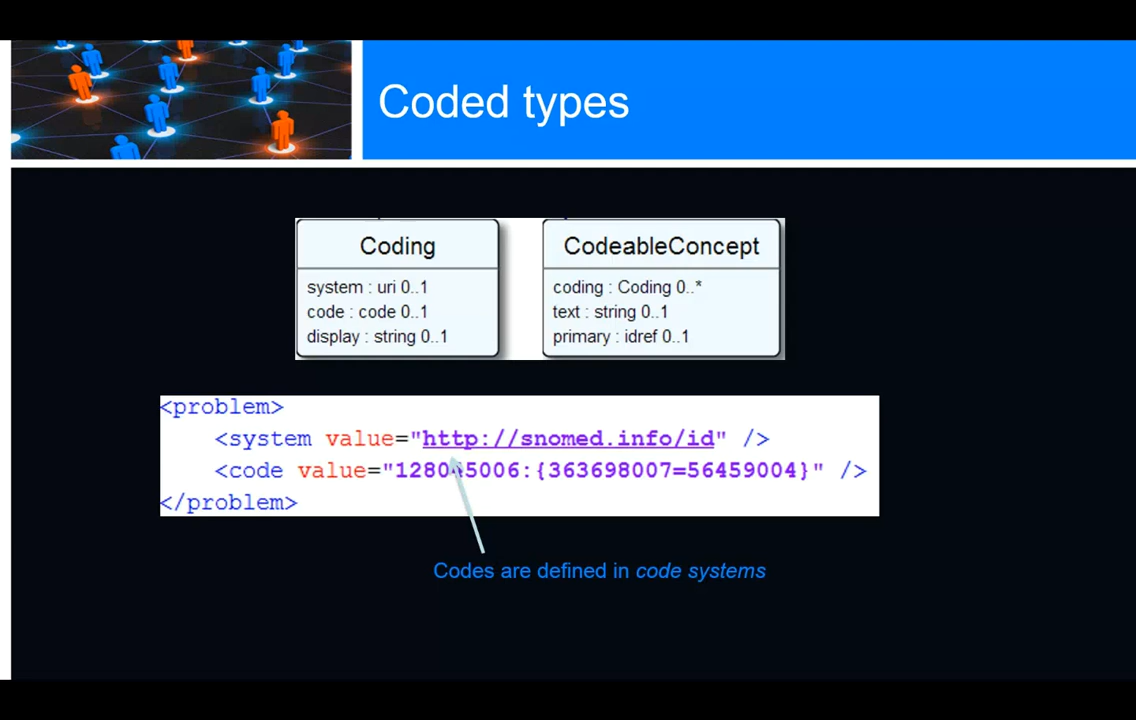 Coded types
Coding
system : uri 0..1
code : code 0..1
display : string 0..1
CodeableConcept
coding : Coding 0..*
text : string 0..1
primary : idref 0..1
<problem>
<system value="http://snomed.info/id" />
<code value="128045006:{363698007=56459004}" />
</problem>
Codes are defined in code systems